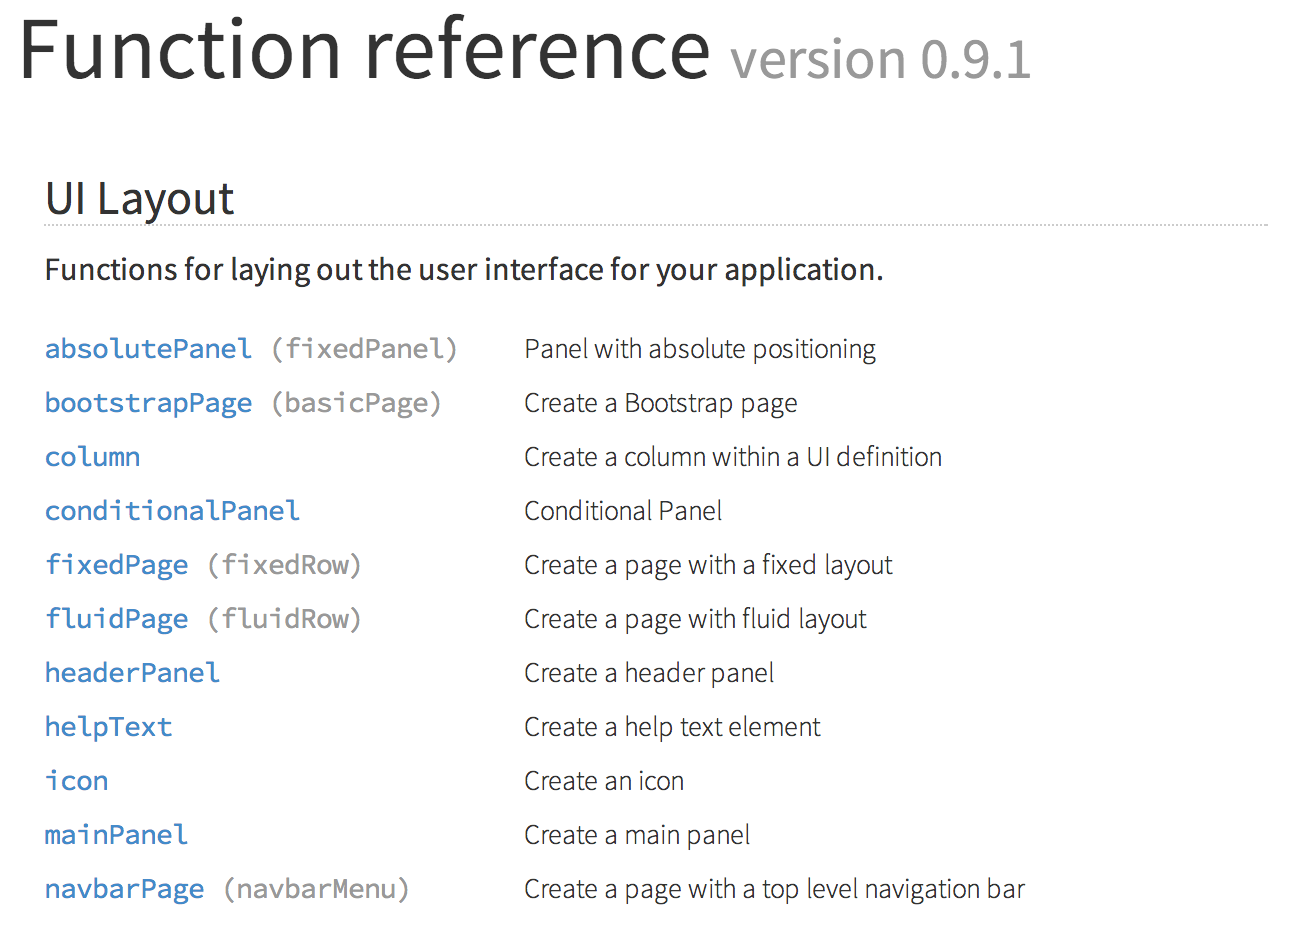 Function reference version 0.9.1
UI Layout
Functions for laying out the user interface for your application.
absolutePanel (fixedPanel) Panel with absolute positioning
bootstrapPage (basicPage) Create a Bootstrap page
column Create a column within a UI definition
conditionalPanel Conditional Panel
fixedPage (fixedRow) Create a page with a fixed layout
fluidPage (fluidRow) Create a page with fluid layout
headerPanel Create a header panel
helpText Create a help text element
icon Create an icon
mainPanel Create a main panel
navbarPage (navbarMenu) Create a page with a top level navigation bar